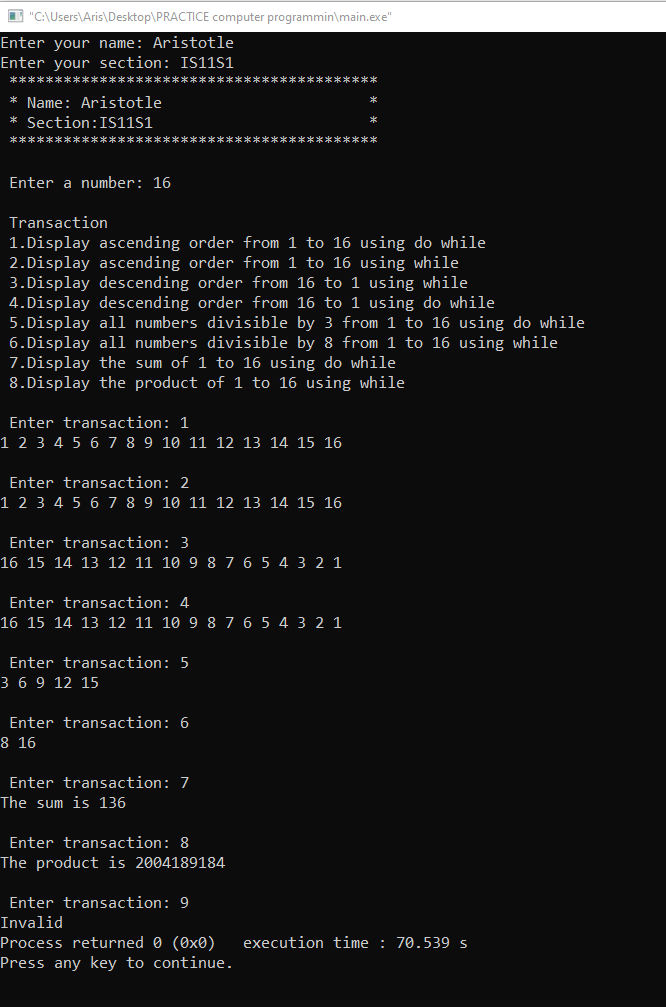 "C:\Users\Aris\Desktop\PRACTICE computer programmin\main.exe"
Enter your name: Aristotle
Enter your section: IS11S1
*****************************************
* Name: Aristotle                       *
* Section:IS11S1                        *
*****************************************
Enter a number: 16
Transaction
1.Display ascending order from 1 to 16 using do while
2.Display ascending order from 1 to 16 using while
3.Display descending order from 16 to 1 using while
4.Display descending order from 16 to 1 using do while
5.Display all numbers divisible by 3 from 1 to 16 using do while
6.Display all numbers divisible by 8 from 1 to 16 using while
7.Display the sum of 1 to 16 using do while
8.Display the product of 1 to 16 using while
Enter transaction: 1
1 2 3 4 5 6 7 8 9 10 11 12 13 14 15 16
Enter transaction: 2
1 2 3 4 5 6 7 8 9 10 11 12 13 14 15 16
Enter transaction: 3
16 15 14 13 12 11 10 9 8 7 6 5 4 3 2 1
Enter transaction: 4
16 15 14 13 12 11 10 9 8 7 6 5 4 3 2 1
Enter transaction: 5
3 6 9 12 15
Enter transaction: 6
8 16
Enter transaction: 7
The sum is 136
Enter transaction: 8
The product is 2004189184
Enter transaction: 9
Invalid
Process returned 0 (0x0)   execution time : 70.539 s
Press any key to continue.